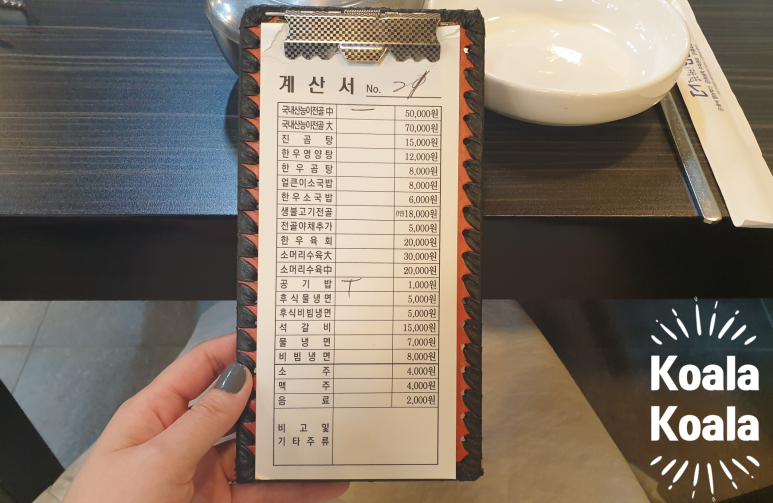 계산서 No. 29
국내산능이전골 中 一 50,000원
국내산능이전골 大 70,000원
진곰탕 15,000원
한우영양탕 12,000원
한우곰탕 8,000원
얼큰이소국밥 8,000원
한우소국밥 6,000원
생불고기전골 (1인)18,000원
전골야채추가 5,000원
한우육회 20,000원
소머리수육大 30,000원
소머리수육中 20,000원
공기밥 T 1,000원
후식물냉면 5,000원
후식비빔냉면 5,000원
석갈비 15,000원
물냉면 7,000원
비빔냉면 8,000원
소주 4,000원
맥주 4,000원
음료 2,000원
비고및
기타주류
Koala
Koala